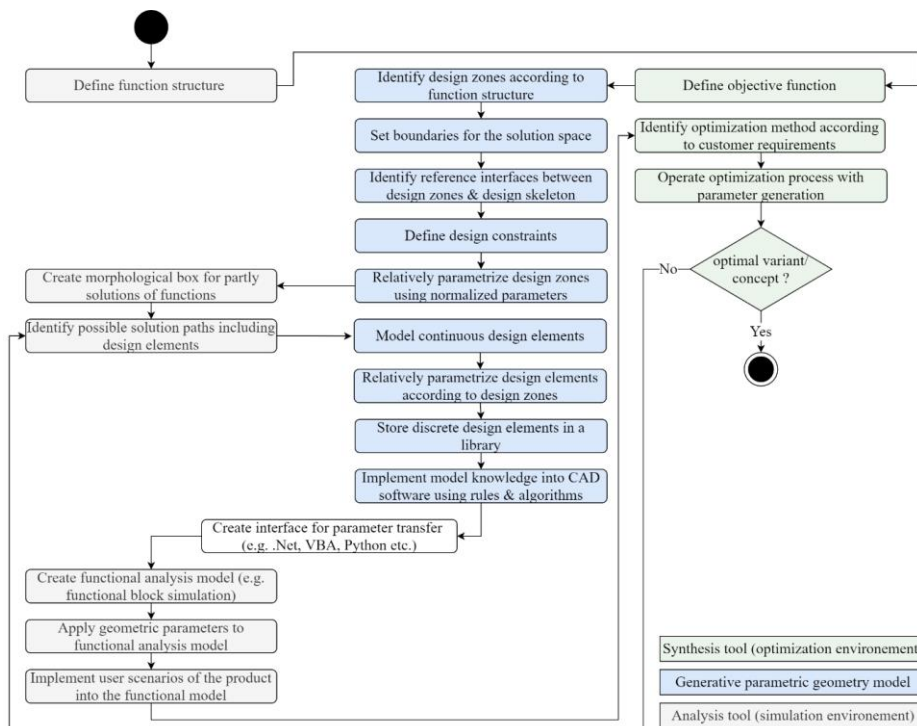 Define function structure
Identify design zones according to
function structure
Define objective function
Set boundaries for the solution space
Identify optimization method according
to customer requirements
Identify reference interfaces between
design zones & design skeleton
Operate optimization process with
parameter generation
Define design constraints
No
optimal variant/
concept ?
Yes
Create morphological box for partly
solutions of functions
Relatively parametrize design zones
using normalized parameters
Identify possible solution paths including
design elements
Model continuous design elements
Relatively parametrize design elements
according to design zones
Store discrete design elements in a
library
Implement model knowledge into CAD
software using rules & algorithms
Create interface for parameter transfer
(e.g. .Net, VBA, Python etc.)
Create functional analysis model (e.g.
functional block simulation)
Apply geometric parameters to
functional analysis model
Implement user scenarios of the product
into the functional model
Synthesis tool (optimization environement
Generative parametric geometry model
Analysis tool (simulation environement)